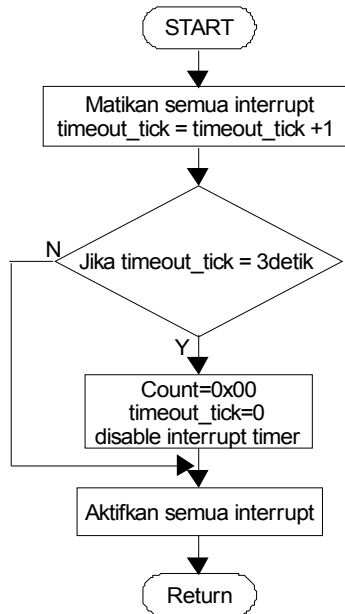 START
Matikan semua interrupt
timeout_tick = timeout_tick +1
N
Jika timeout_tick = 3detik
Y
Count=0x00
timeout_tick=0
disable interrupt timer
Aktifkan semua interrupt
Return